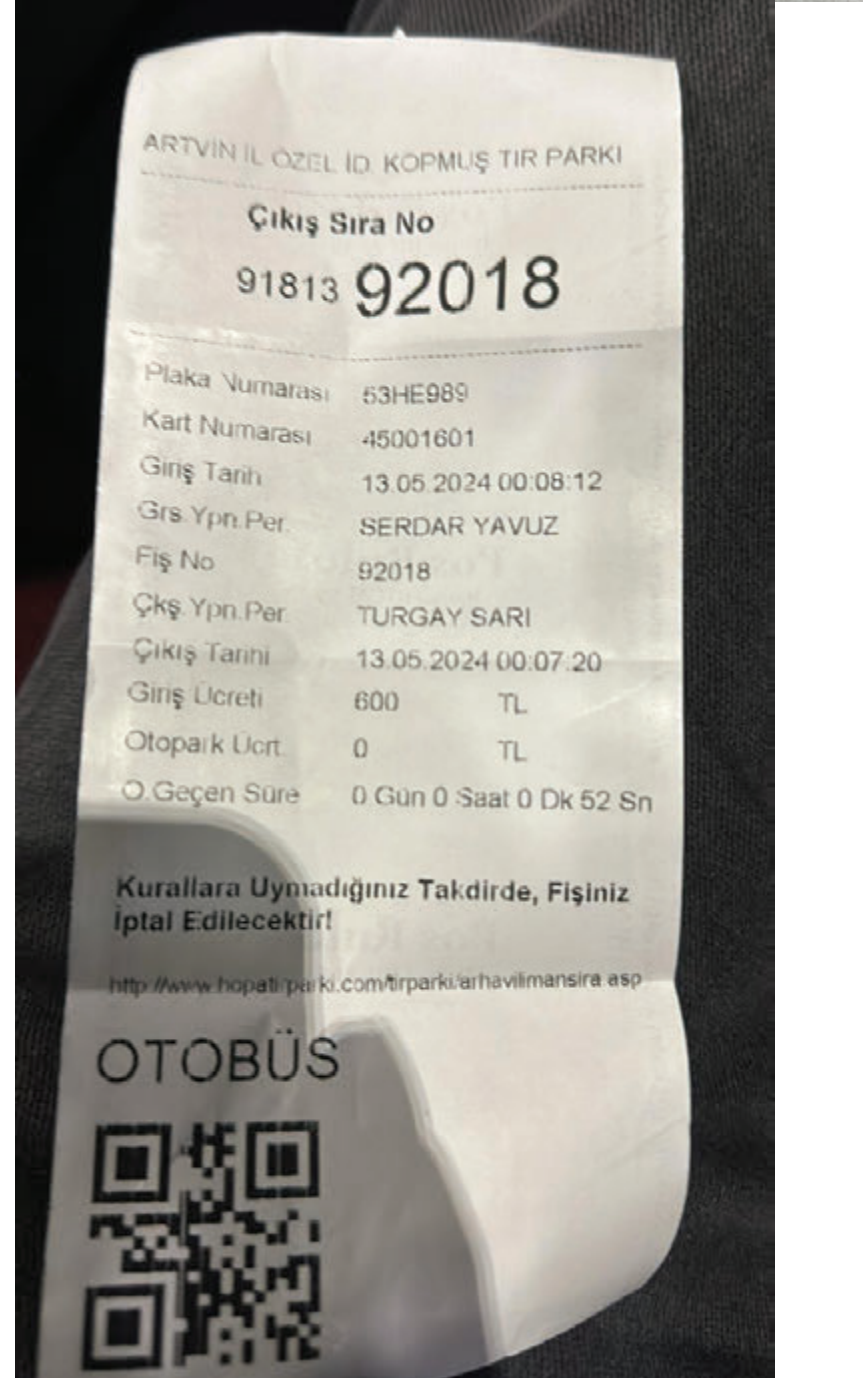 ARTVİN İL ÖZEL İD. KOPMUŞ TIR PARKI
Çıkış Sıra No
91813 92018
Plaka Numarası 53HE989
Kart Numarası 45001601
Giriş Tarih 13.05.2024 00:08:12
Grs.Ypn.Per. SERDAR YAVUZ
Fiş No 92018
Çkş.Ypn.Per TURGAY SARI
Çıkış Tarihi 13.05.2024 00:07:20
Giriş Ücreti 600 TL
Otopark Ücrt. 0 TL
O.Geçen Süre 0 Gün 0 Saat 0 Dk 52 Sn
Kurallara Uymadığınız Takdirde, Fişiniz
İptal Edilecektir!
http://www.hopatirparki.com/tirparki/arhavilimansira.asp
OTOBÜS